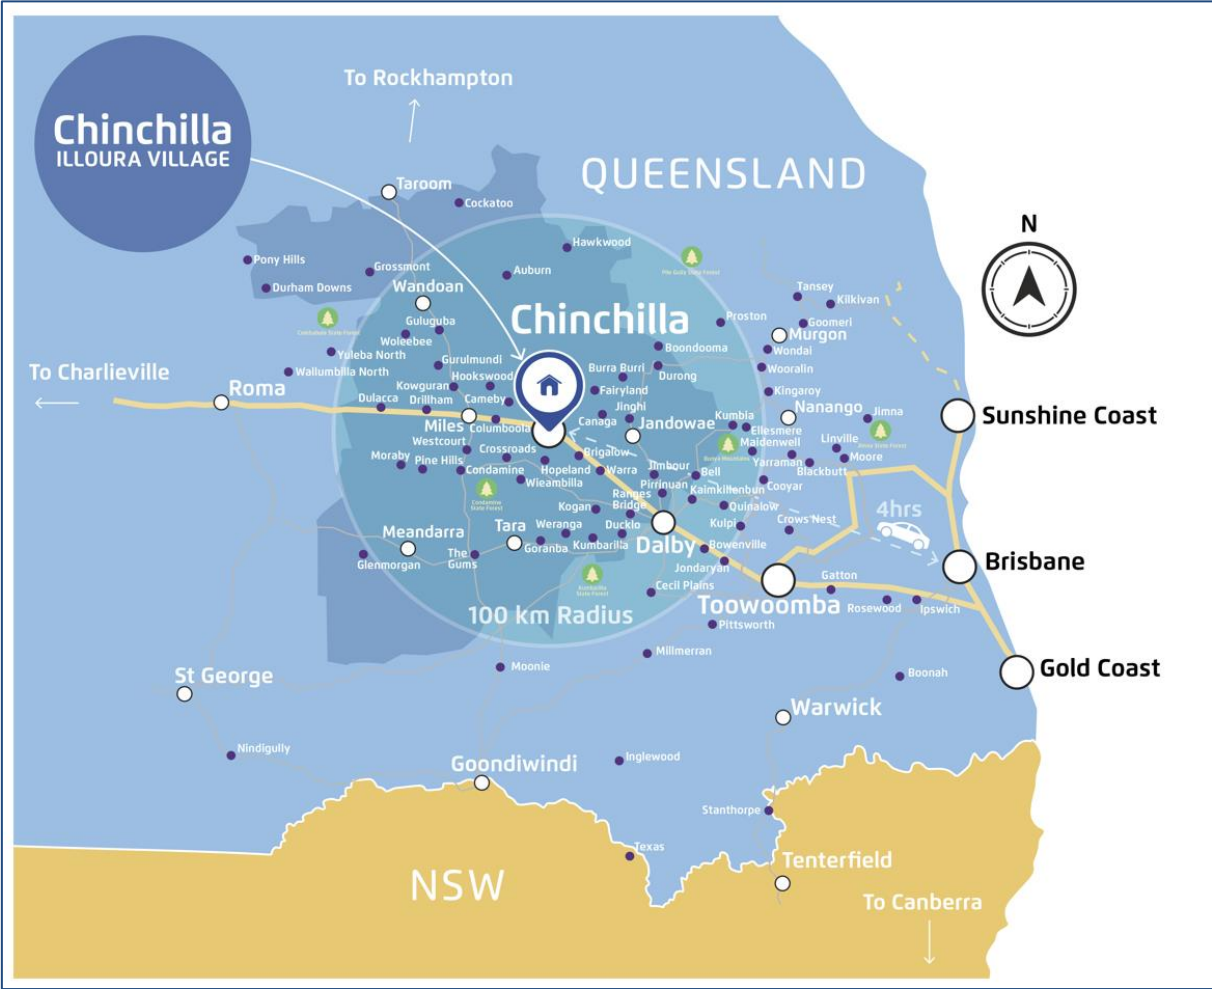 Chinchilla
ILLOURA VILLAGE
To Rockhampton
QUEENSLAND
N
Taroom
Cockatoo
Hawkwood
Pony Hills
Grossmont
Auburn
Durham Downs
Wandoan
Tansey
Kilkivan
Chinchilla
Proston
Goomeri
Guluguba
Murgon
Woleebee
Boondooma
Wondai
Yuleba North
Gurulmundi
Burra Burri
Durong
Wooralin
To Charlieville
Wallumbilla North
Hookswood
Kowguran
Fairyland
Kingaroy
Roma
Dulacca
Drillham
Cameby
Jinghi
Kumbia
Nanango
Jimna
Sunshine Coast
Miles
Columboola
Canaga
Jandowae
Ellesmere
Westcourt
Crossroads
Brigalow
Maidenwell
Linville
Moraby
Pine Hills
Condamine
Hopeland
Warra
Jimbour
Bell
Yarraman
Moore
Blackbutt
Wieambilla
Pirrinuan
Kaimkillenbun
Cooyar
Condamine
State Forest
Kogan
Ranges
Bridge
Quinalow
4hrs
Meandarra
Tara
Weranga
Ducklo
Kulpi
Crows Nest
Glenmorgan
The
Gums
Goranba
Kumbarilla
Dalby
Bowenville
Brisbane
Jondaryan
Gatton
Cecil Plains
Toowoomba
Rosewood
Ipswich
100 km Radius
Pittsworth
Millmerran
Moonie
Boonah
Gold Coast
St George
Warwick
Nindigully
Goondiwindi
Inglewood
Stanthorpe
Texas
Tenterfield
NSW
To Canberra